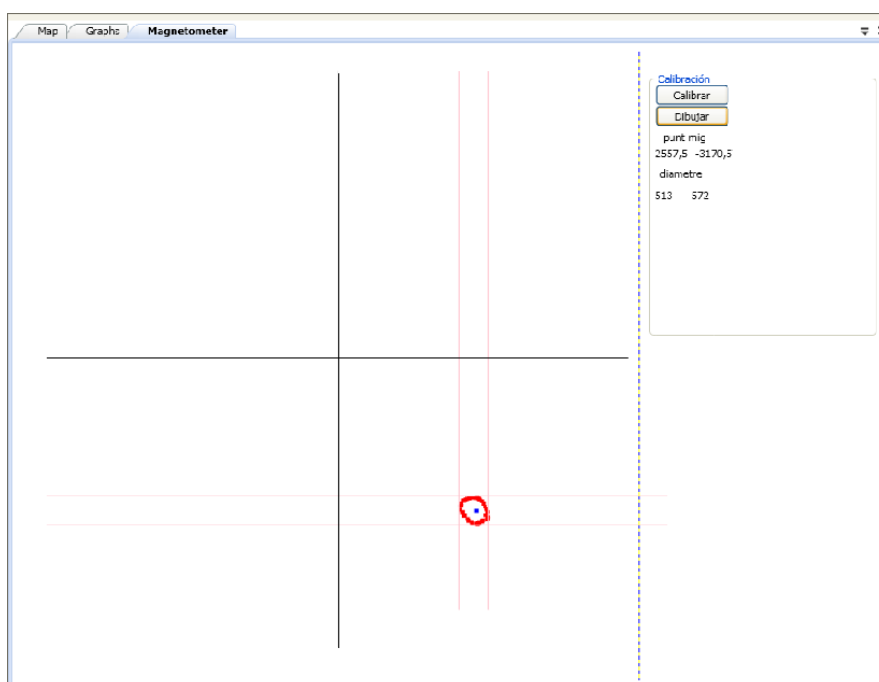 Map Graphs Magnetometer
Calibración
Calibrar
Dibujar
punt mig
2557,5 -3170,5
diametre
513 572